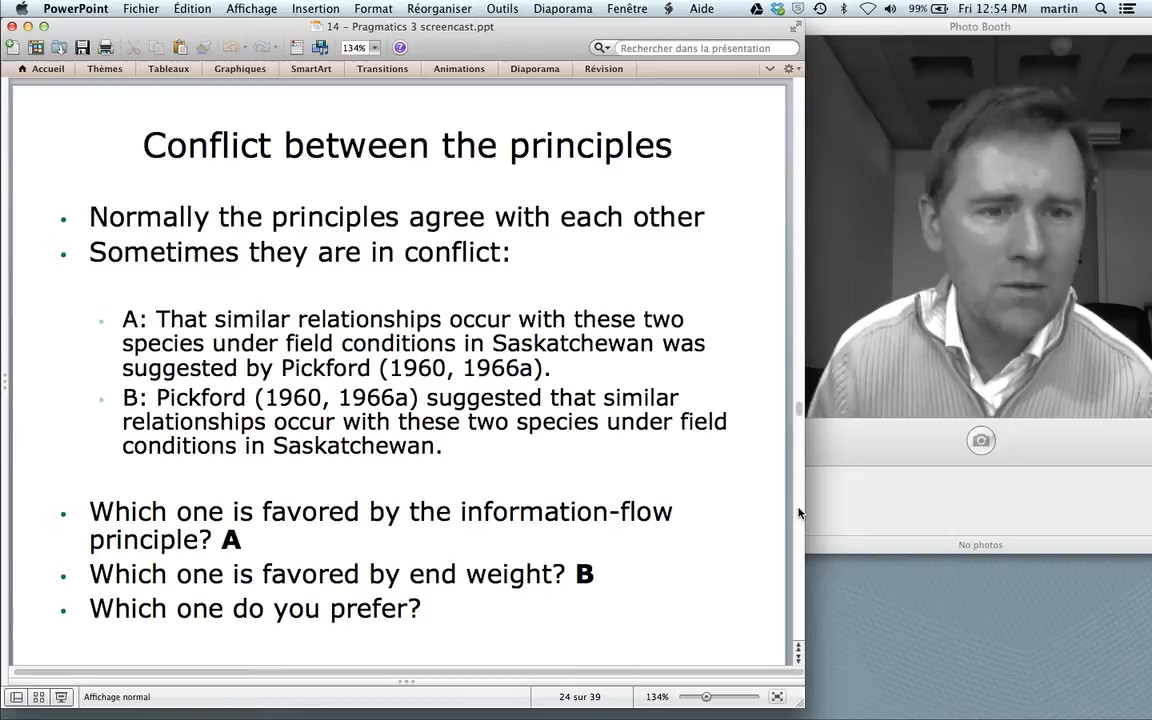 PowerPoint Fichier Édition Affichage Insertion Format Réorganiser Outils Diaporama Fenêtre Aide 99% Fri 12:54 PM martin
14 – Pragmatics 3 screencast.ppt
Photo Booth
134% Rechercher dans la présentation
Accueil Thèmes Tableaux Graphiques SmartArt Transitions Animations Diaporama Révision
Conflict between the principles
• Normally the principles agree with each other
• Sometimes they are in conflict:
• A: That similar relationships occur with these two
species under field conditions in Saskatchewan was
suggested by Pickford (1960, 1966a).
• B: Pickford (1960, 1966a) suggested that similar
relationships occur with these two species under field
conditions in Saskatchewan.
• Which one is favored by the information-flow
principle? A
• Which one is favored by end weight? B
• Which one do you prefer?
No photos
Affichage normal 24 sur 39 134%